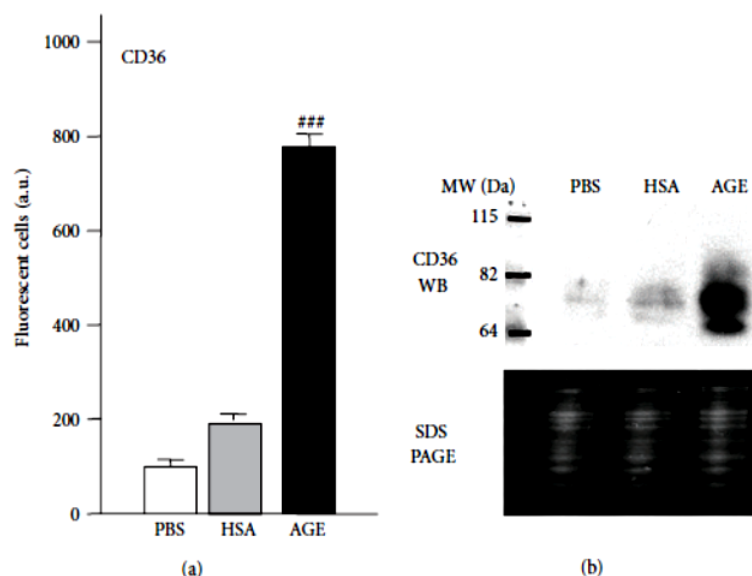 1000
CD36
###
800
600
400
200
0
Fluorescent cells (a.u.)
PBS HSA AGE
(a)
MW (Da) PBS HSA AGE
115
CD36
WB
82
64
SDS
PAGE
(b)